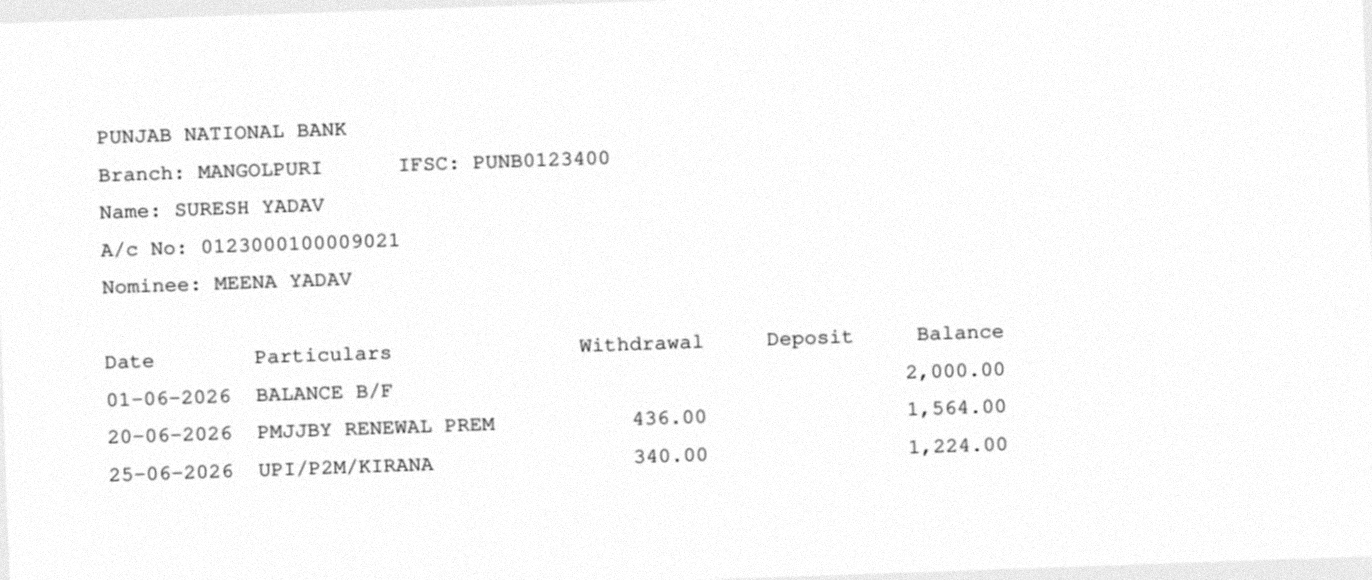 PUNJAB NATIONAL BANK
Branch: MANGOLPURI IFSC: PUNB0123400
Name: SURESH YADAV
A/c No: 0123000100009021
Nominee: MEENA YADAV
Date Particulars Withdrawal Deposit Balance
01-06-2026 BALANCE B/F 2,000.00
20-06-2026 PMJJBY RENEWAL PREM 436.00 1,564.00
25-06-2026 UPI/P2M/KIRANA 340.00 1,224.00